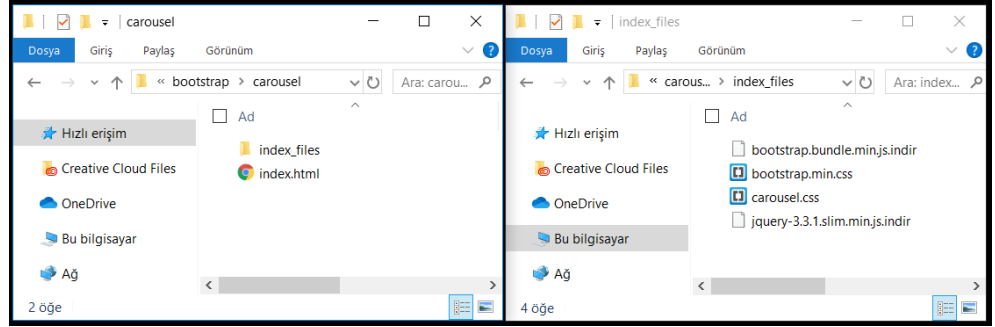 carousel
Dosya Giriş Paylaş Görünüm
« bootstrap › carousel Ara: carou...
Ad
Hızlı erişim
Creative Cloud Files
OneDrive
Bu bilgisayar
Ağ
index_files
index.html
2 öğe
index_files
Dosya Giriş Paylaş Görünüm
« carous... › index_files Ara: index...
Ad
Hızlı erişim
Creative Cloud Files
OneDrive
Bu bilgisayar
Ağ
bootstrap.bundle.min.js.indir
bootstrap.min.css
carousel.css
jquery-3.3.1.slim.min.js.indir
4 öğe